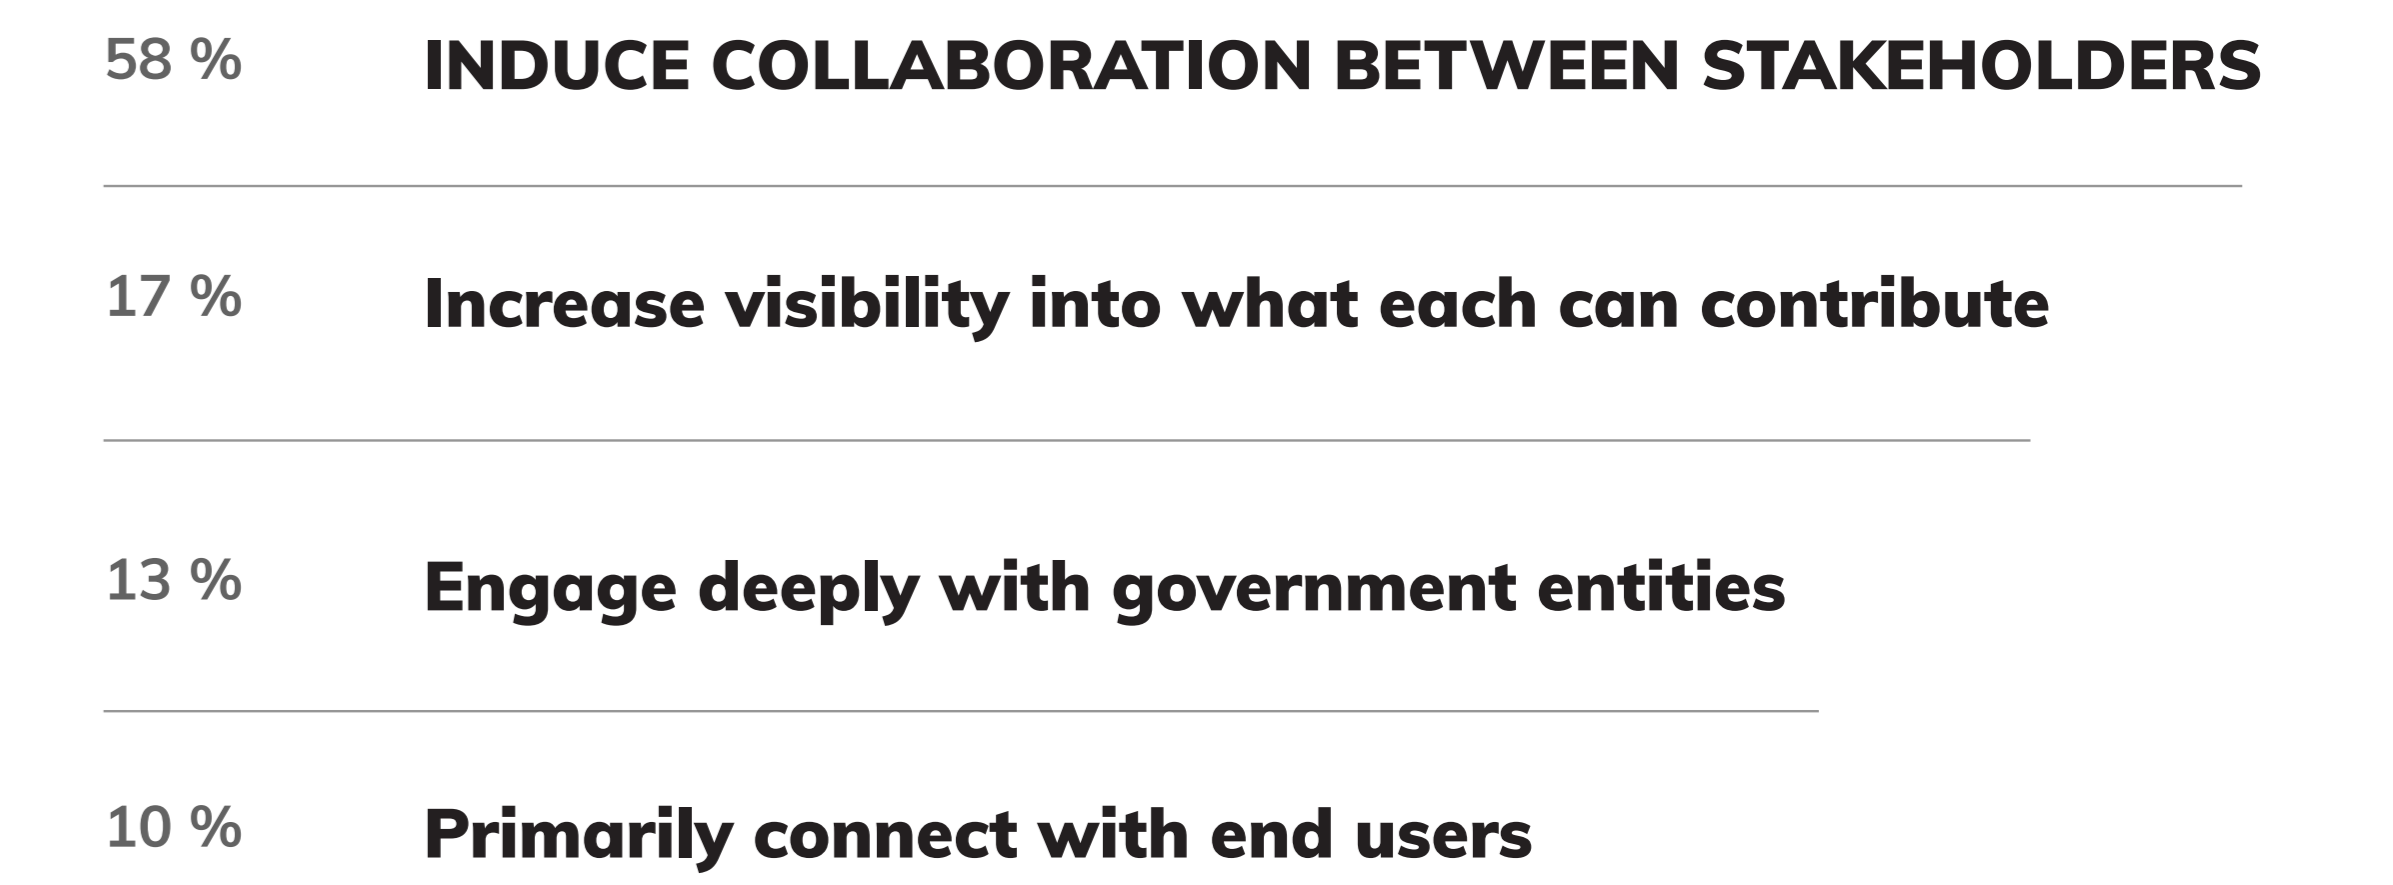 58 % INDUCE COLLABORATION BETWEEN STAKEHOLDERS
17 % Increase visibility into what each can contribute
13 % Engage deeply with government entities
10 % Primarily connect with end users